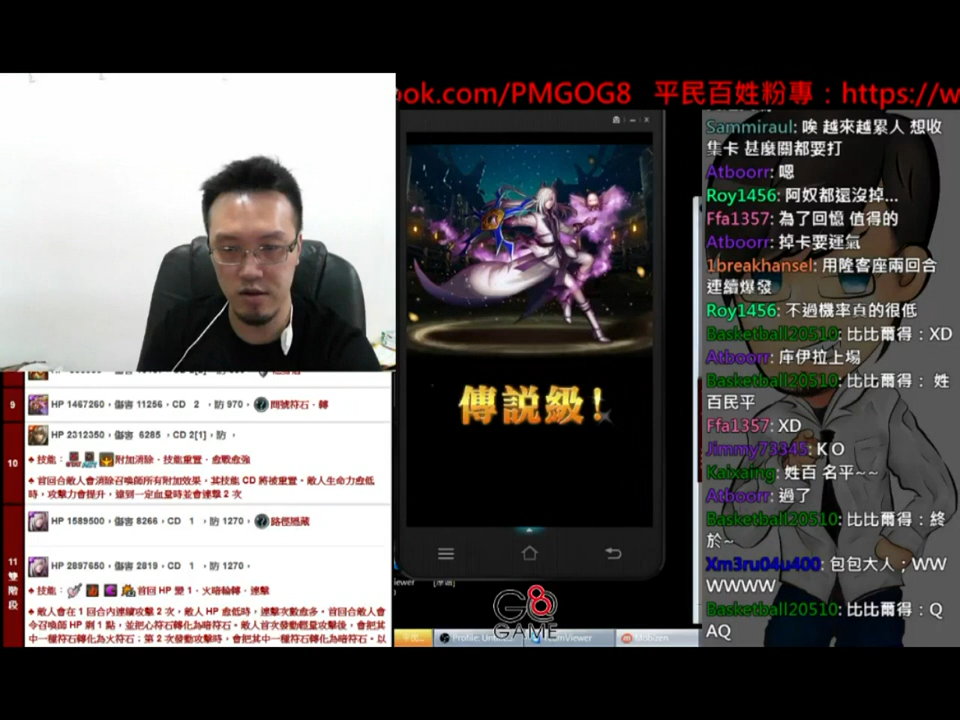 ok.com/PMGOG8 平民百姓粉專：https://w
Sammiraul: 唉 越來越累人 想收
集卡 甚麼關都要打
Atboorr: 嗯
Roy1456: 阿奴都還沒掉...
Ffa1357: 為了回憶 值得的
Atboorr: 掉卡要運氣
1breakhansel: 用隆客座兩回合
連續爆發
Roy1456: 不過機率真的很低
Basketball20510: 比比爾得：XD
Atboorr: 庫伊拉上場
Basketball20510: 比比爾得： 姓
百民平
Ffa1357: XD
Jimmy73345: K O
Kaixaing: 姓百 名平~~
Atboorr: 過了
Basketball20510: 比比爾得：終
於~
Xm3ru04u400: 包包大人；WW
WWWWW
Basketball20510: 比比爾得：Q
AQ
傳說級！
9
HP 1467260，傷害 11256，CD 2 ，防 970，問號符石．轉
10
HP 2312350，傷害 6285，CD 2[1]，防 ，
♠ 技能：附加消除．技能重置．愈戰愈強
♠ 首回合敵人會消除召喚師所有附加效果，其技能 CD 將被重置。敵人生命力愈低
時，攻擊力會提升，達到一定血量時並會連擊 2 次
HP 1589500，傷害 8266，CD 1 ，防 1270，路徑隱藏
11
雙
階
段
HP 2897650，傷害 2819，CD 1 ，防 1270，
♠ 技能：首回 HP 變 1．火暗輪轉．連擊
♠ 敵人會在 1 回合內連續攻擊 2 次，敵人 HP 愈低時，連擊次數愈多。首回合敵人會
令召喚師 HP 剩 1 點，並把心符石轉化為暗符石。敵人首次發動輕量攻擊後，會把其
中一種符石轉化為火符石；第 2 次發動攻擊時，會把其中一種符石轉化為暗符石。以
G8
GAME
Mobizen